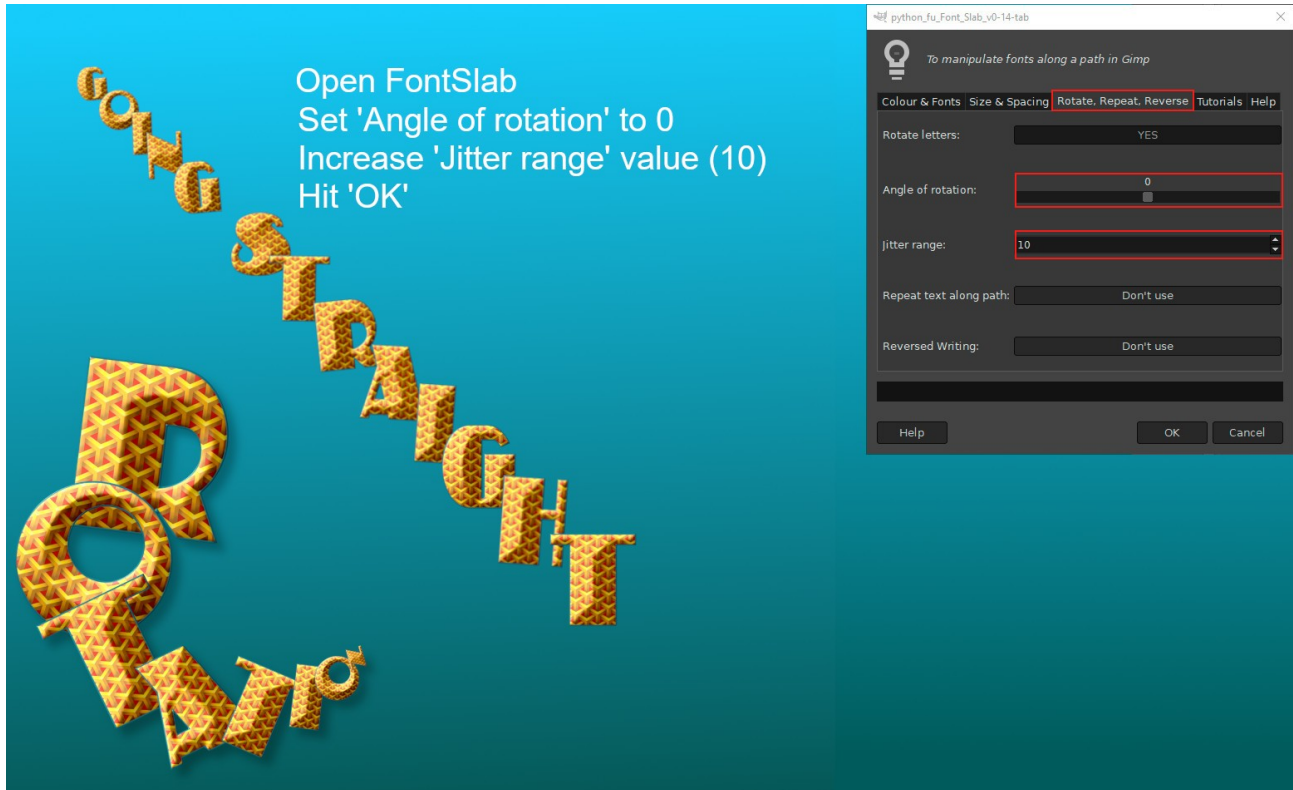 Open FontSlab
Set 'Angle of rotation' to 0
Increase 'Jitter range' value (10)
Hit 'OK'
GOING STRAIGHT
ROTATION
python_fu_Font_Slab_v0-14-tab
To manipulate fonts along a path in Gimp
Colour & Fonts Size & Spacing Rotate, Repeat, Reverse Tutorials Help
Rotate letters: YES
Angle of rotation: 0
Jitter range: 10
Repeat text along path: Don't use
Reversed Writing: Don't use
Help OK Cancel